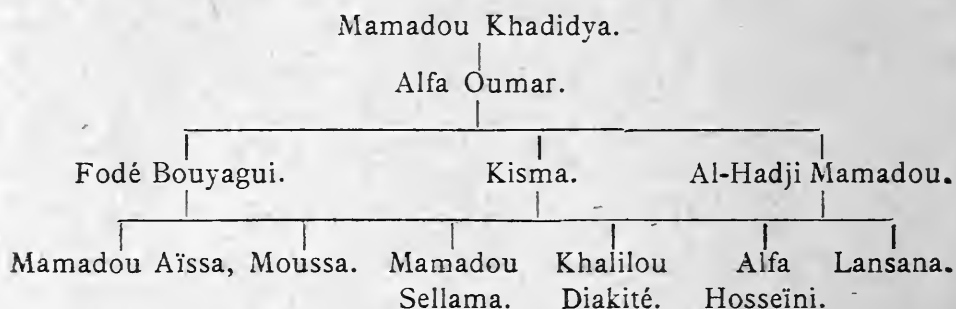 Mamadou Khadidya.
Alfa Oumar.
Fodé Bouyagui. Kisma. Al-Hadji Mamadou.
Mamadou Aïssa, Moussa. Mamadou Khalilou Alfa Lansana.
Sellama. Diakité. Hosseïni.